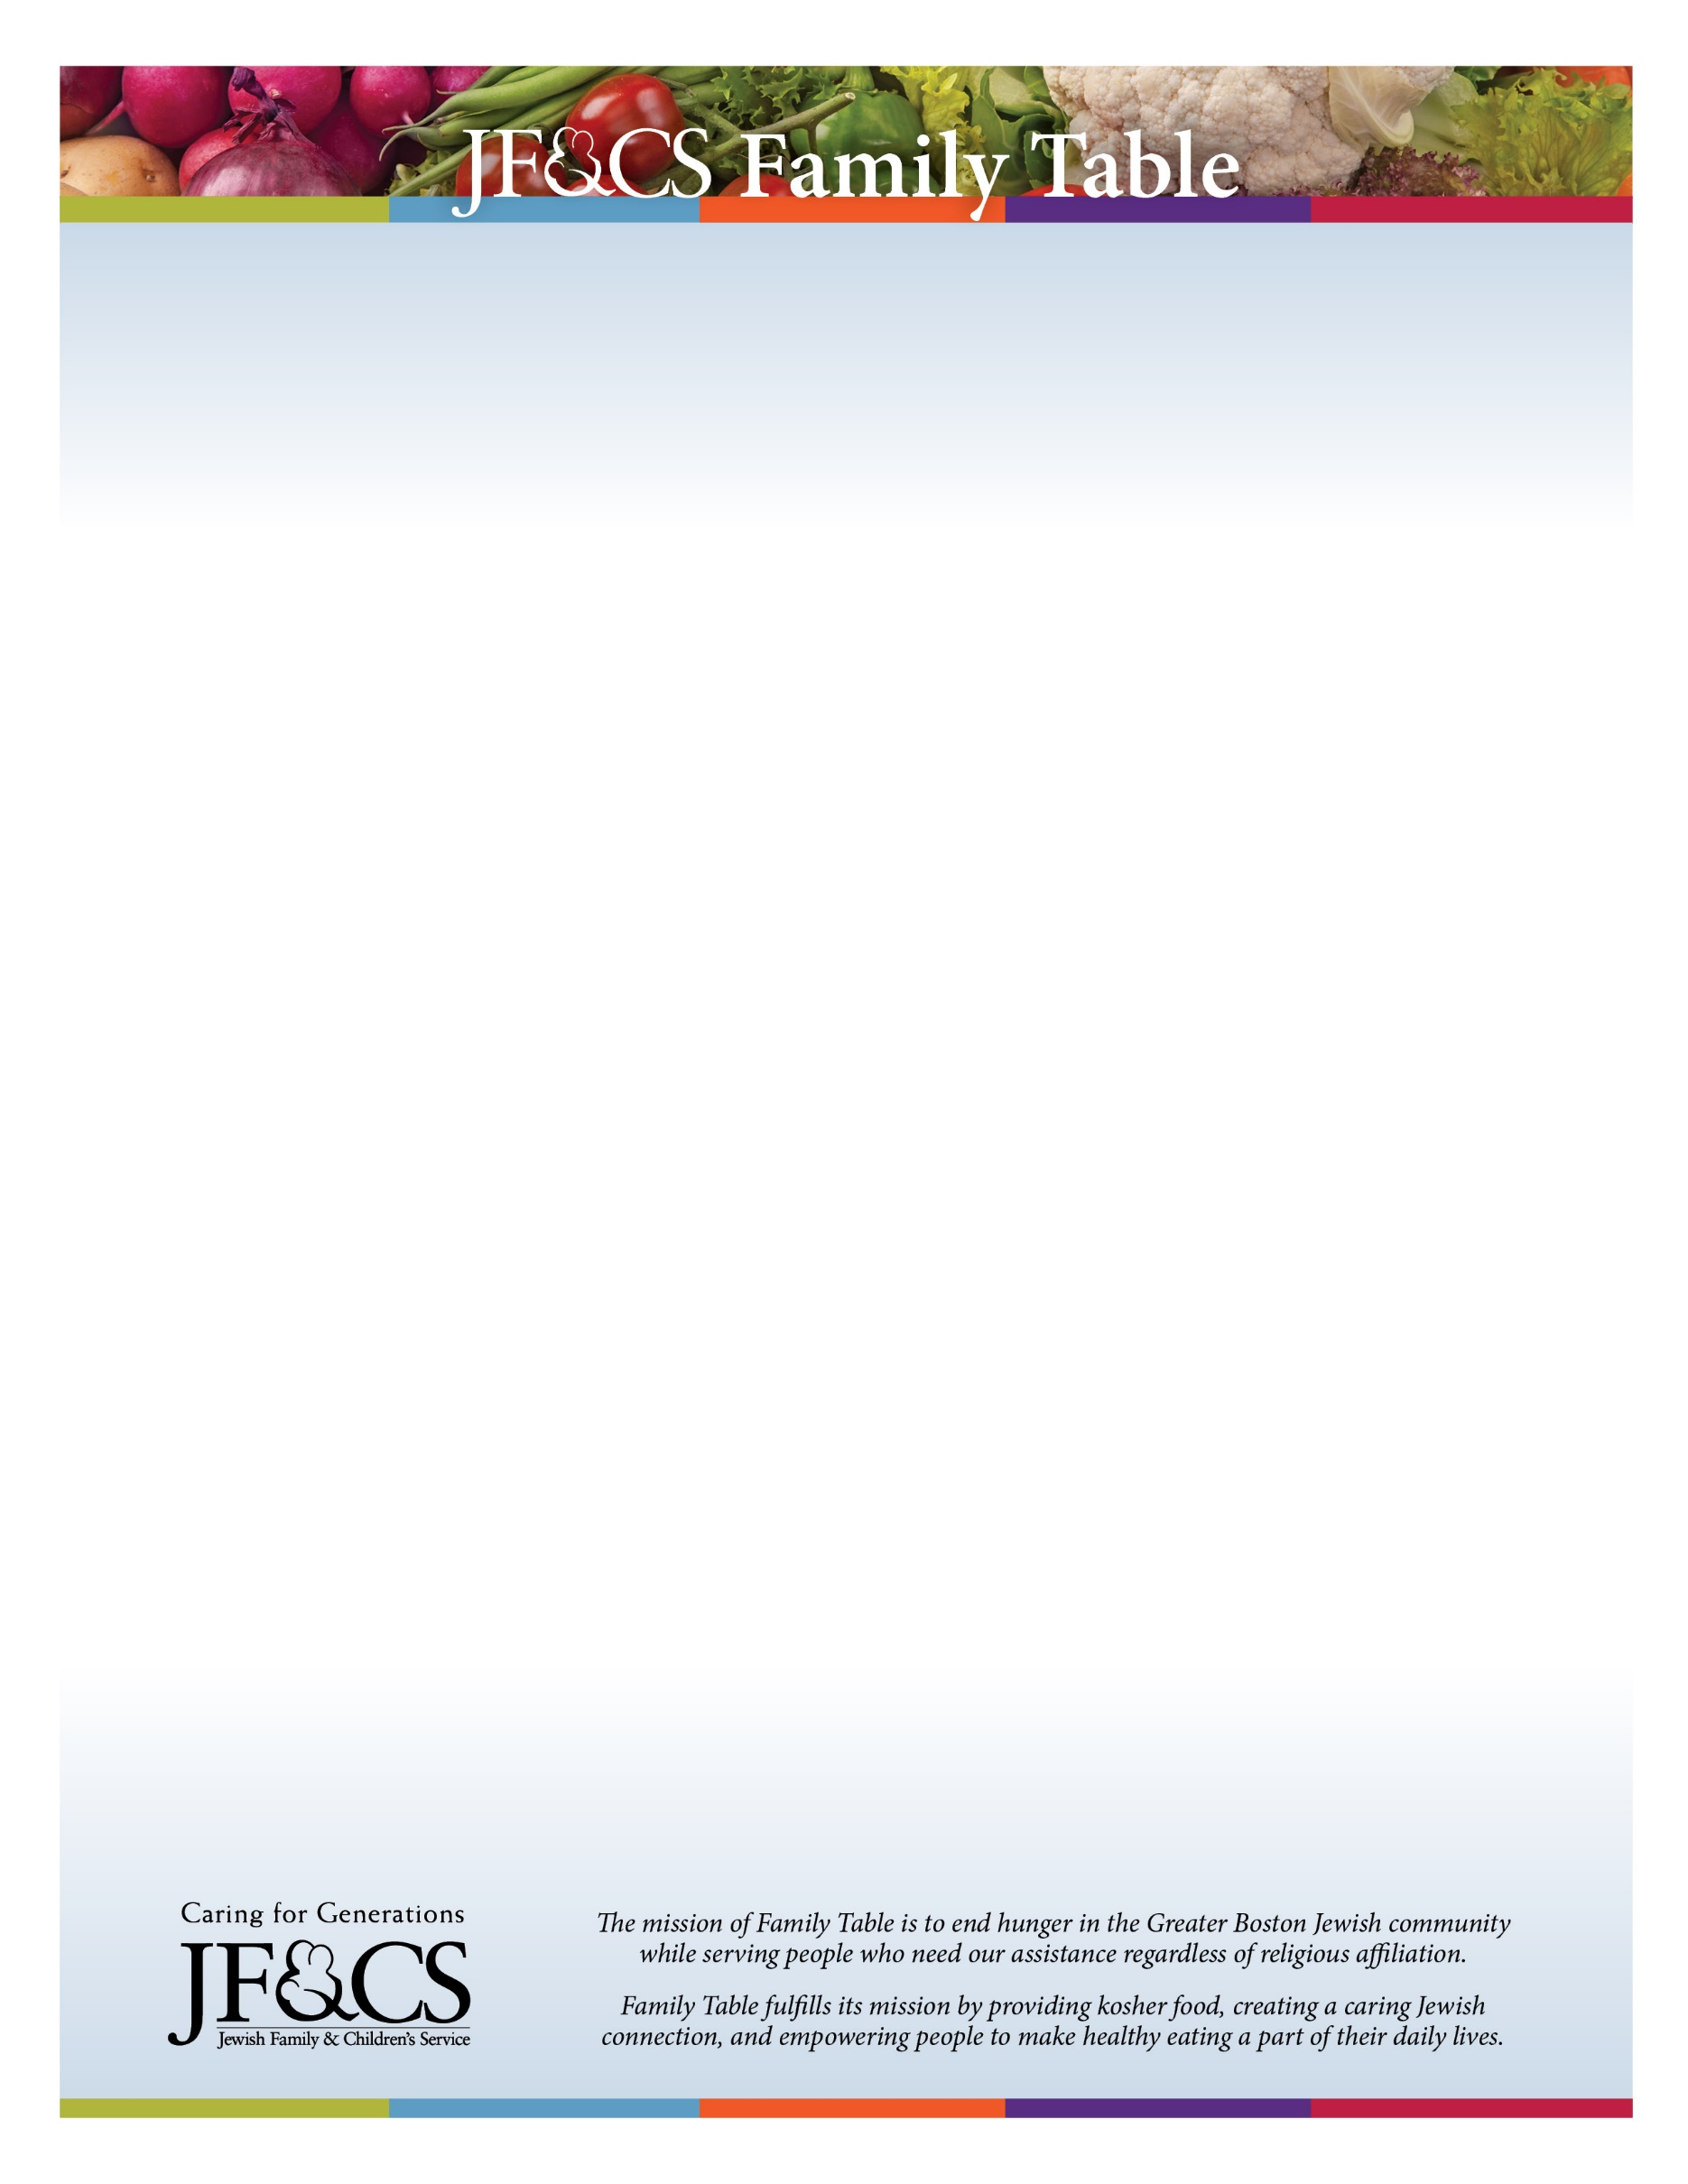 JF&CS Family Table
Caring for Generations
JF&CS
Jewish Family & Children's Service
The mission of Family Table is to end hunger in the Greater Boston Jewish community
while serving people who need our assistance regardless of religious affiliation.
Family Table fulfills its mission by providing kosher food, creating a caring Jewish
connection, and empowering people to make healthy eating a part of their daily lives.